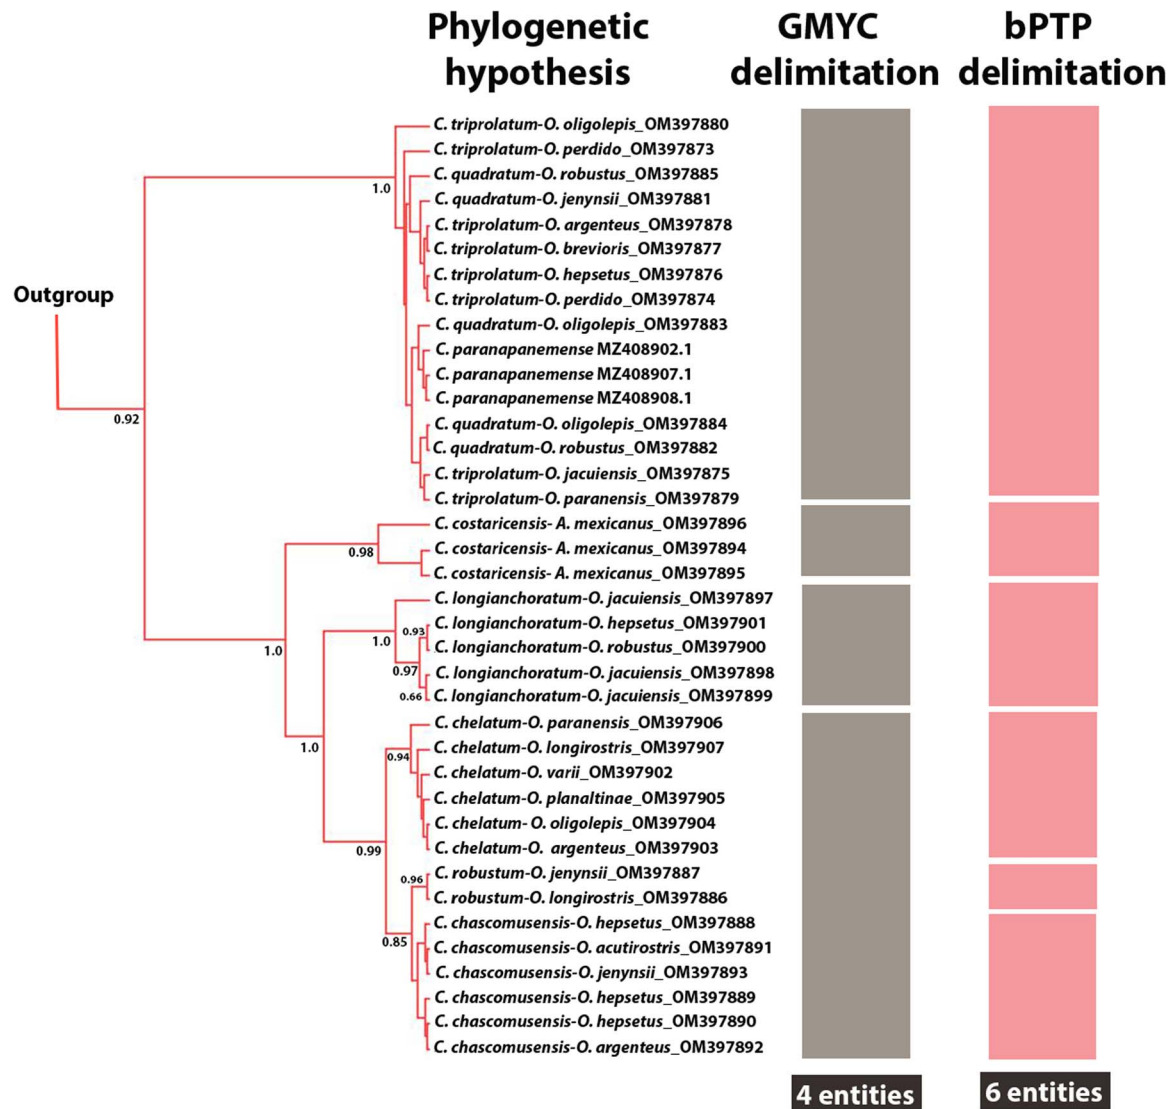 Phylogenetic hypothesis
GMYC delimitation
bPTP delimitation
Outgroup
C. triprolatum-O. oligolepis_OM397880
C. triprolatum-O. perdido_OM397873
C. quadratum-O. robustus_OM397885
C. quadratum-O. jenynsii_OM397881
C. triprolatum-O. argenteus_OM397878
C. triprolatum-O. brevioris_OM397877
C. triprolatum-O. hepsetus_OM397876
C. triprolatum-O. perdido_OM397874
C. quadratum-O. oligolepis_OM397883
C. paranapanemense MZ408902.1
C. paranapanemense MZ408907.1
C. paranapanemense MZ408908.1
C. quadratum-O. oligolepis_OM397884
C. quadratum-O. robustus_OM397882
C. triprolatum-O. jacuiensis_OM397875
C. triprolatum-O. paranensis_OM397879
C. costaricensis- A. mexicanus_OM397896
C. costaricensis- A. mexicanus_OM397894
C. costaricensis- A. mexicanus_OM397895
C. longianchoratum-O. jacuiensis_OM397897
C. longianchoratum-O. hepsetus_OM397901
C. longianchoratum-O. robustus_OM397900
C. longianchoratum-O. jacuiensis_OM397898
C. longianchoratum-O. jacuiensis_OM397899
C. chelatum-O. paranensis_OM397906
C. chelatum-O. longirostris_OM397907
C. chelatum-O. varii_OM397902
C. chelatum-O. planaltinae_OM397905
C. chelatum- O. oligolepis_OM397904
C. chelatum-O. argenteus_OM397903
C. robustum-O. jenynsii_OM397887
C. robustum-O. longirostris_OM397886
C. chascomusensis-O. hepsetus_OM397888
C. chascomusensis-O. acutirostris_OM397891
C. chascomusensis-O. jenynsii_OM397893
C. chascomusensis-O. hepsetus_OM397889
C. chascomusensis-O. hepsetus_OM397890
C. chascomusensis-O. argenteus_OM397892
1.0
0.92
0.98
1.0
0.93
1.0
0.97
0.66
1.0
0.94
0.99
0.96
0.85
4 entities
6 entities